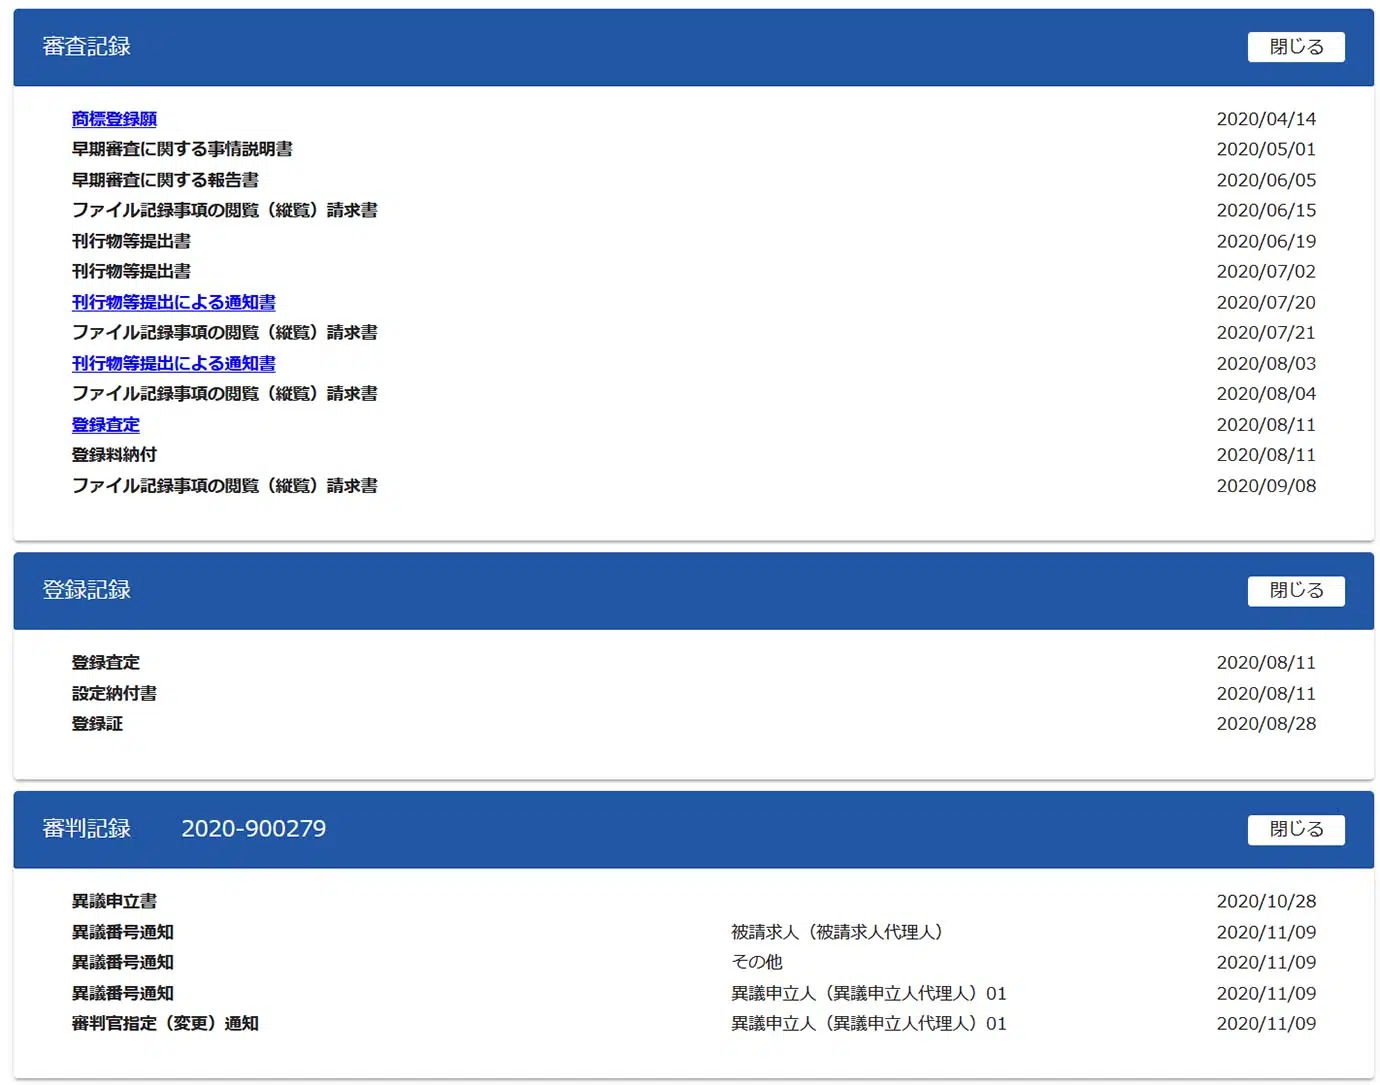 審査記録 閉じる
商標登録願 2020/04/14
早期審査に関する事情説明書 2020/05/01
早期審査に関する報告書 2020/06/05
ファイル記録事項の閲覧（縦覧）請求書 2020/06/15
刊行物等提出書 2020/06/19
刊行物等提出書 2020/07/02
刊行物等提出による通知書 2020/07/20
ファイル記録事項の閲覧（縦覧）請求書 2020/07/21
刊行物等提出による通知書 2020/08/03
ファイル記録事項の閲覧（縦覧）請求書 2020/08/04
登録査定 2020/08/11
登録料納付 2020/08/11
ファイル記録事項の閲覧（縦覧）請求書 2020/09/08
登録記録 閉じる
登録査定 2020/08/11
設定納付書 2020/08/11
登録証 2020/08/28
審判記録 2020-900279 閉じる
異議申立書 2020/10/28
異議番号通知 被請求人（被請求人代理人） 2020/11/09
異議番号通知 その他 2020/11/09
異議番号通知 異議申立人（異議申立人代理人）01 2020/11/09
審判官指定（変更）通知 異議申立人（異議申立人代理人）01 2020/11/09